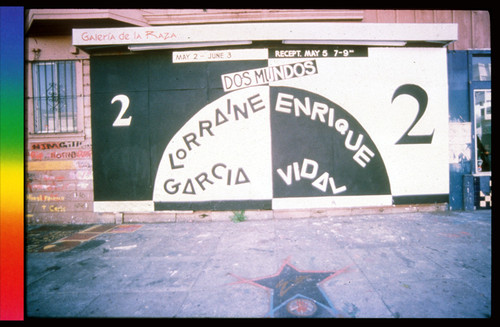 Galería de la Raza
MAY 2 - JUNE 3
RECEPT. MAY 5 7-9PM
DOS MUNDOS
2
LORRAINE
GARCIA
ENRIQUE
VIDAL
2